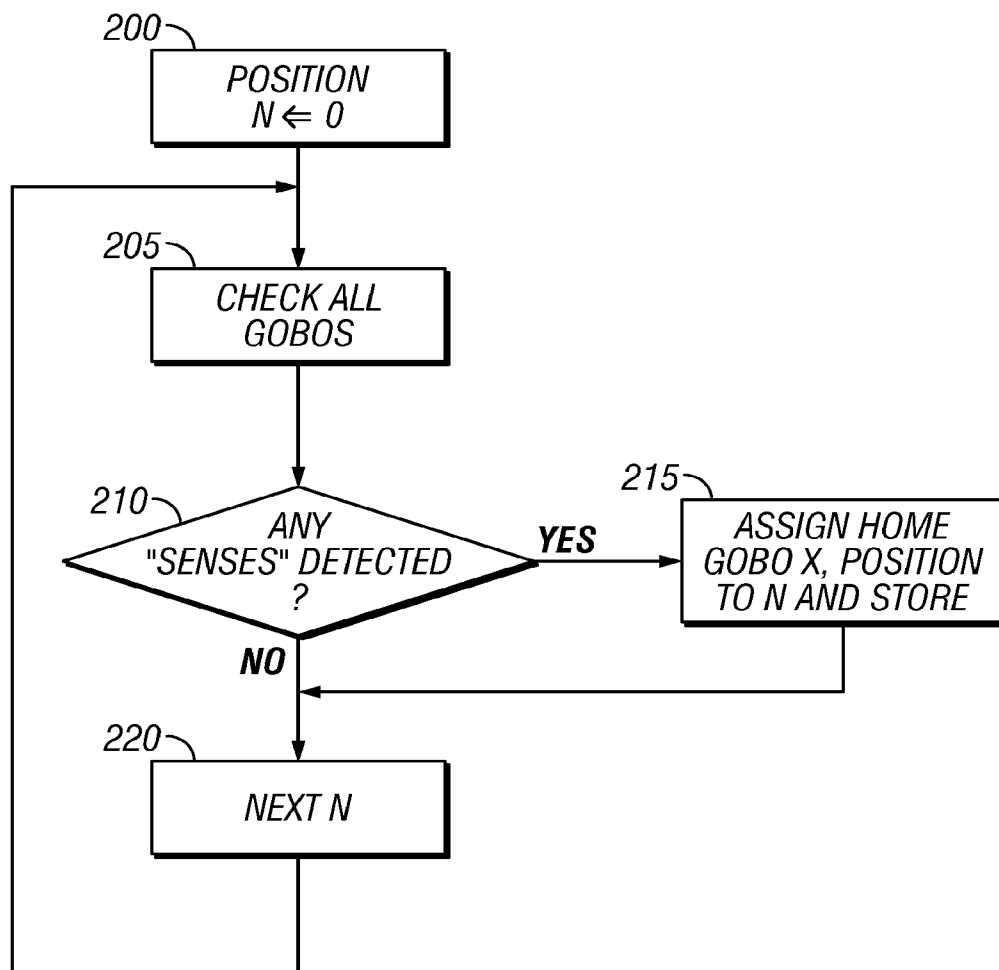 200
POSITION
N ⇐ 0
205
CHECK ALL
GOBOS
210
ANY
"SENSES" DETECTED
?
YES
215
ASSIGN HOME
GOBO X, POSITION
TO N AND STORE
NO
220
NEXT N